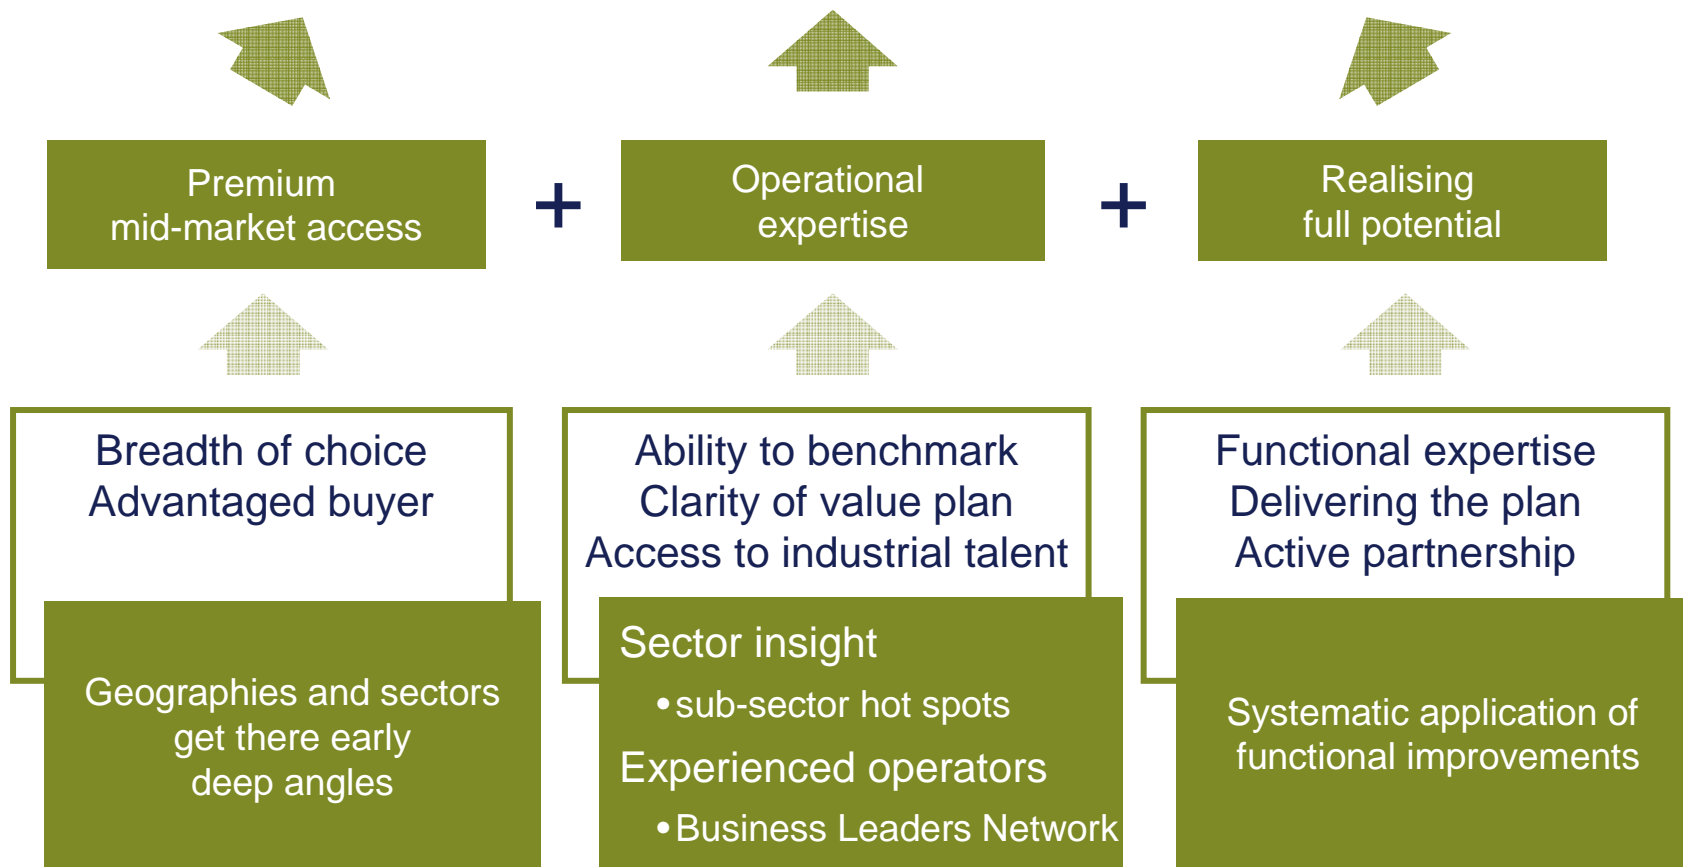 Premium
mid-market access
+
Operational
expertise
+
Realising
full potential
Breadth of choice
Advantaged buyer
Ability to benchmark
Clarity of value plan
Access to industrial talent
Functional expertise
Delivering the plan
Active partnership
Geographies and sectors
get there early
deep angles
Sector insight
• sub-sector hot spots
Experienced operators
• Business Leaders Network
Systematic application of
functional improvements